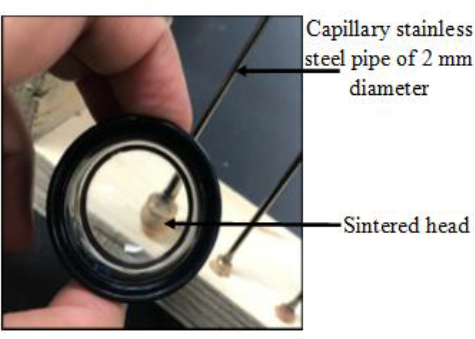 Capillary stainless
steel pipe of 2 mm
diameter
Sintered head